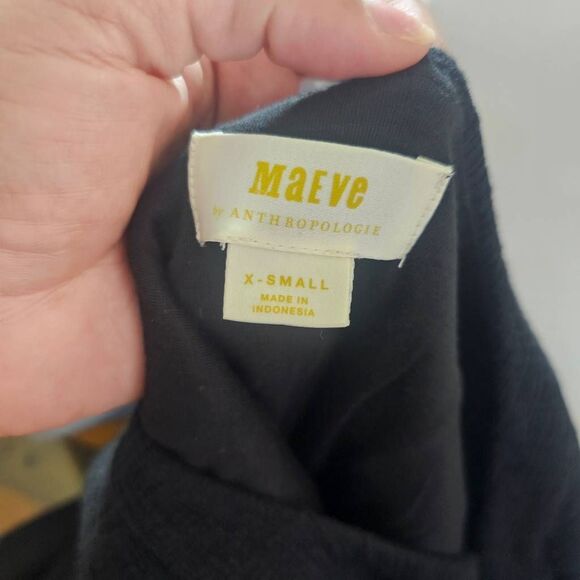 MaEVe
by ANTHROPOLOGIE
X-SMALL
MADE IN
INDONESIA